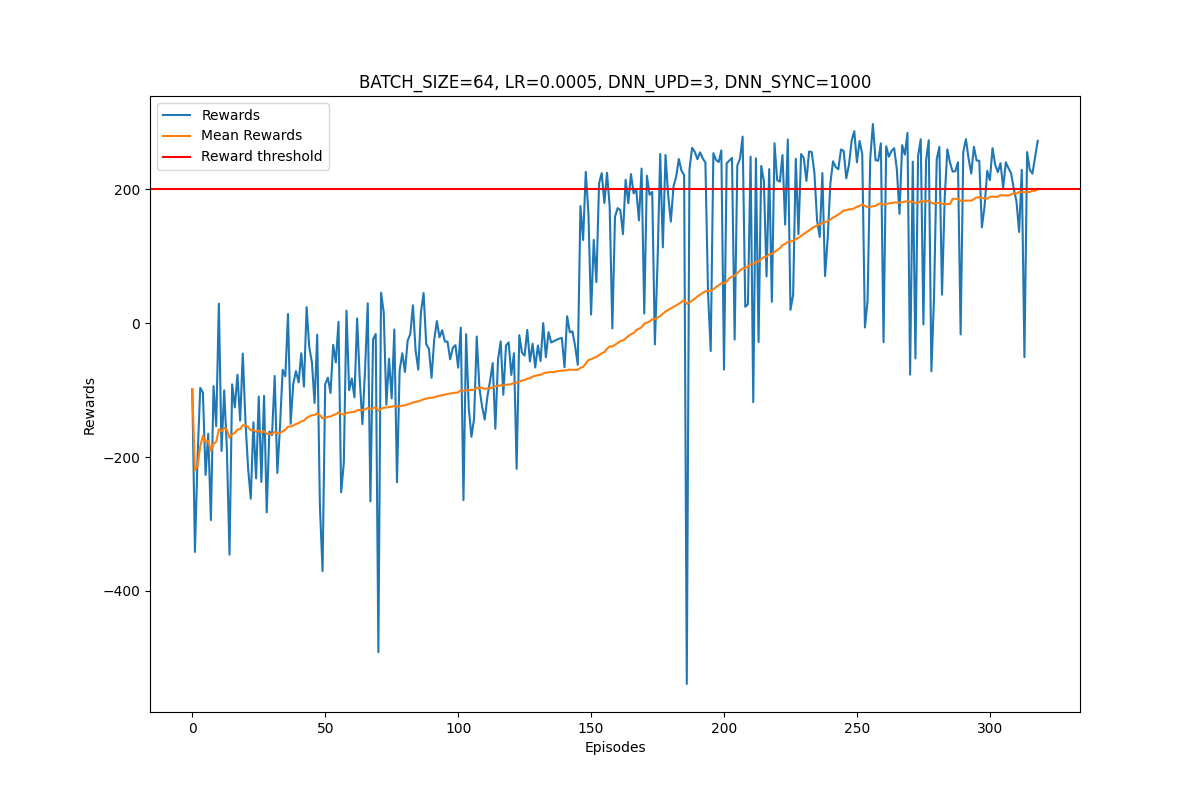 BATCH_SIZE=64, LR=0.0005, DNN_UPD=3, DNN_SYNC=1000
Rewards
Mean Rewards
Reward threshold
200
0
−200
−400
Rewards
0 50 100 150 200 250 300
Episodes